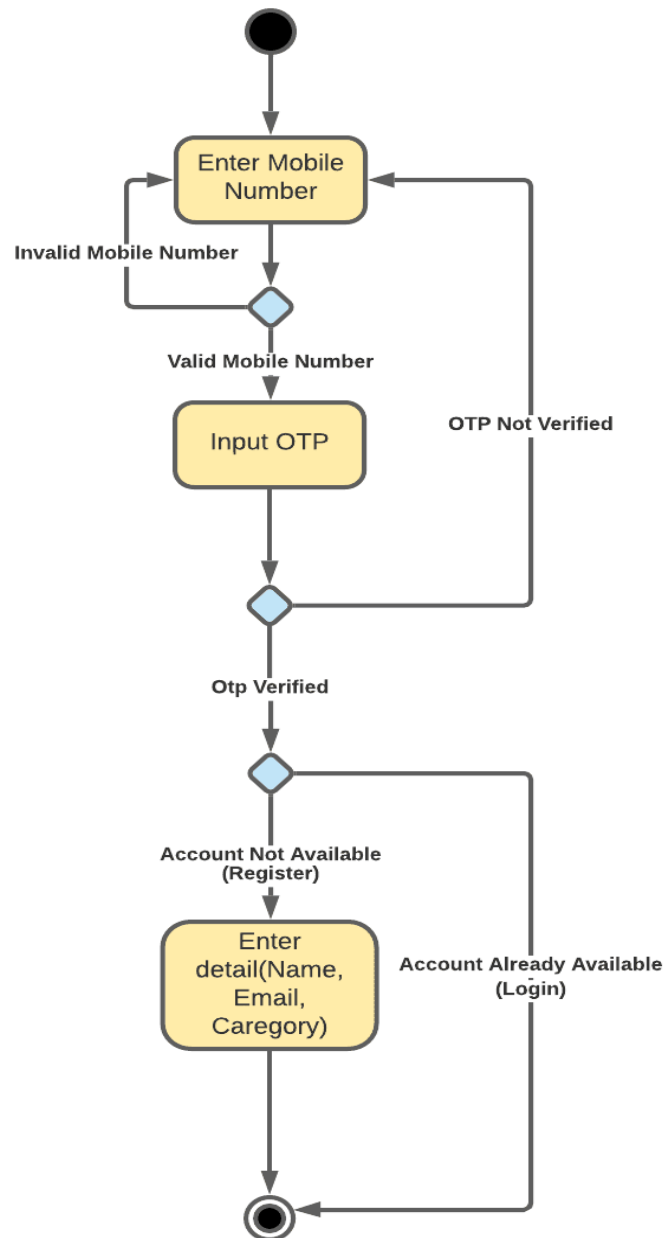 Enter Mobile
Number
Invalid Mobile Number
Valid Mobile Number
Input OTP
OTP Not Verified
Otp Verified
Account Not Available
(Register)
Enter
detail(Name,
Email,
Caregory)
Account Already Available
(Login)